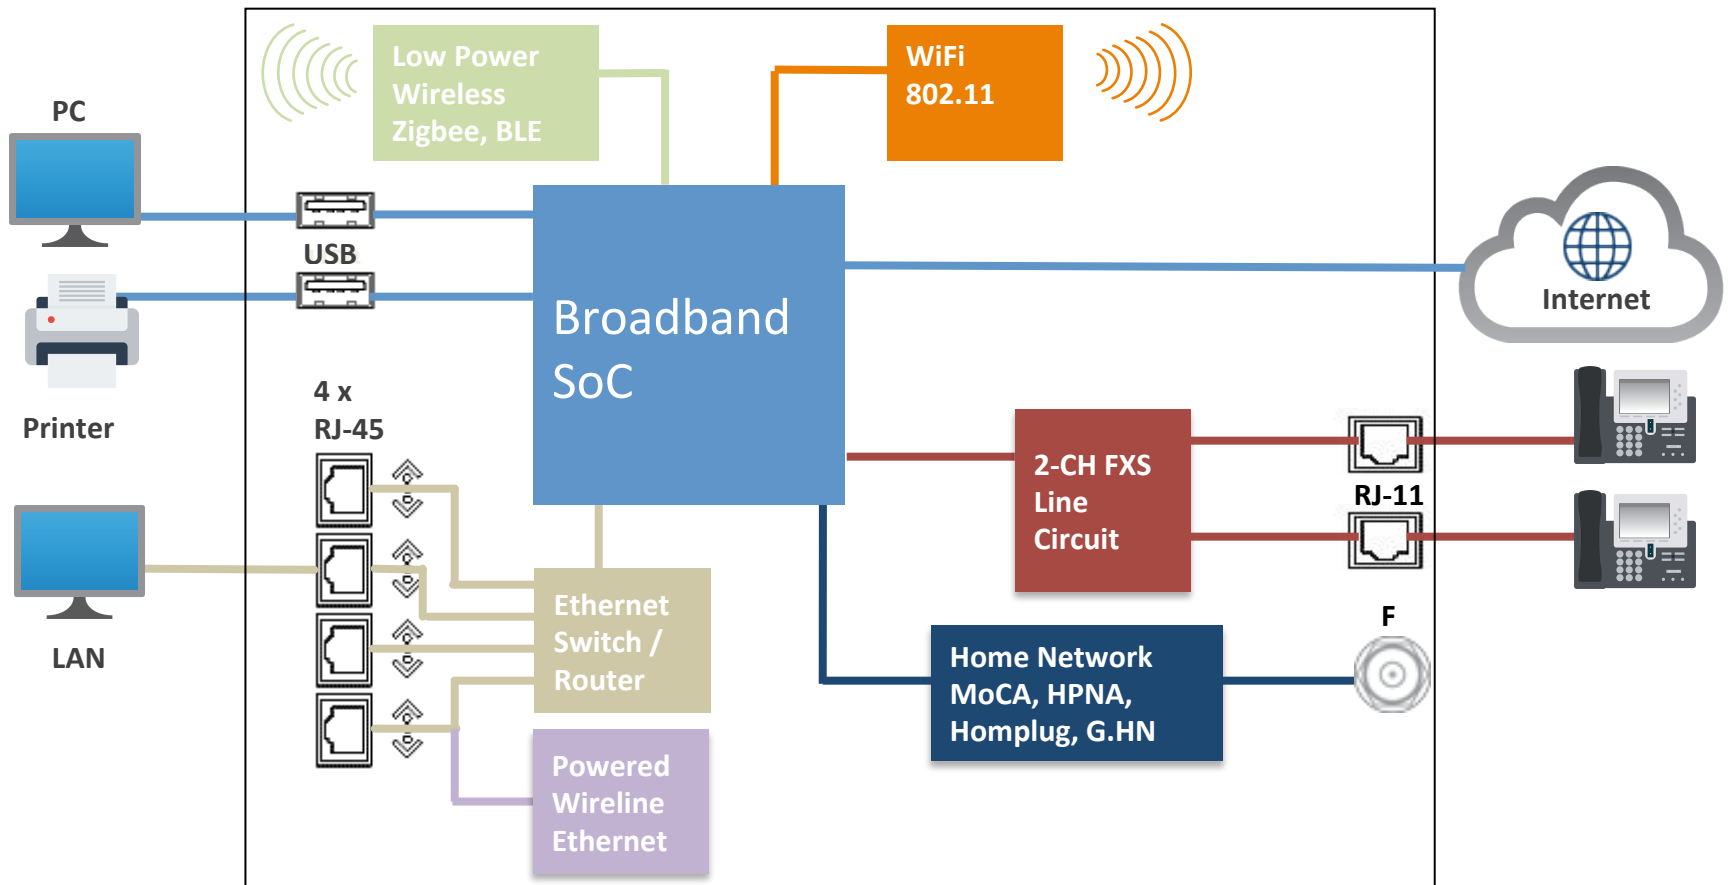 Low Power
Wireless
Zigbee, BLE
WiFi
802.11
PC
USB
Broadband
SoC
Internet
Printer
4 x
RJ-45
2-CH FXS
Line
Circuit
RJ-11
LAN
Ethernet
Switch /
Router
F
Home Network
MoCA, HPNA,
Homplug, G.HN
Powered
Wireline
Ethernet